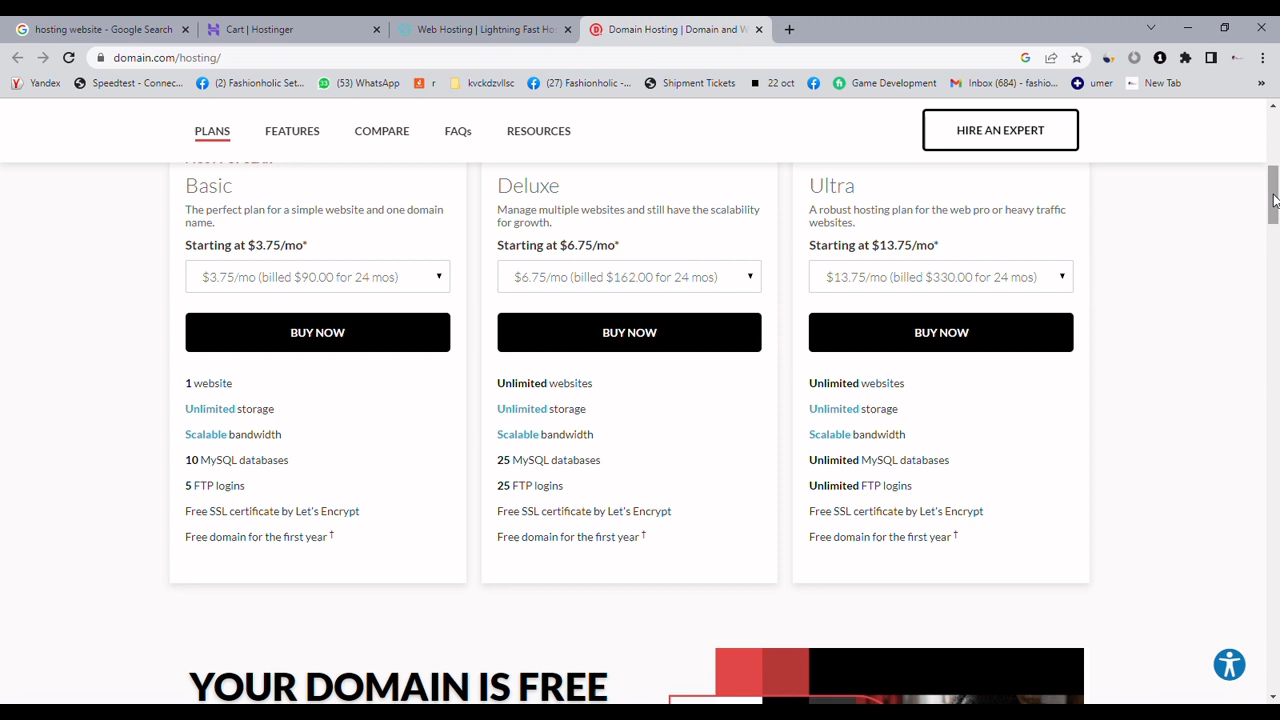 hosting website - Google Search
Cart | Hostinger
Web Hosting | Lightning Fast Ho
Domain Hosting | Domain and W
domain.com/hosting/
Yandex
Speedtest - Connec...
(2) Fashionholic Set...
(53) WhatsApp
r
kvckdzvllsc
(27) Fashionholic -...
Shipment Tickets
22 oct
Game Development
Inbox (684) - fashio...
umer
New Tab
»
PLANS
FEATURES
COMPARE
FAQs
RESOURCES
HIRE AN EXPERT
Basic
The perfect plan for a simple website and one domain
name.
Starting at $3.75/mo*
$3.75/mo (billed $90.00 for 24 mos)
BUY NOW
1 website
Unlimited storage
Scalable bandwidth
10 MySQL databases
5 FTP logins
Free SSL certificate by Let's Encrypt
Free domain for the first year †
Deluxe
Manage multiple websites and still have the scalability
for growth.
Starting at $6.75/mo*
$6.75/mo (billed $162.00 for 24 mos)
BUY NOW
Unlimited websites
Unlimited storage
Scalable bandwidth
25 MySQL databases
25 FTP logins
Free SSL certificate by Let's Encrypt
Free domain for the first year †
Ultra
A robust hosting plan for the web pro or heavy traffic
websites.
Starting at $13.75/mo*
$13.75/mo (billed $330.00 for 24 mos)
BUY NOW
Unlimited websites
Unlimited storage
Scalable bandwidth
Unlimited MySQL databases
Unlimited FTP logins
Free SSL certificate by Let's Encrypt
Free domain for the first year †
YOUR DOMAIN IS FREE